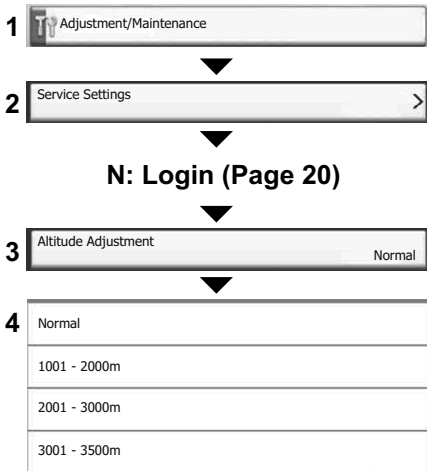 1 Adjustment/Maintenance
2 Service Settings >
N: Login (Page 20)
3 Altitude Adjustment
Normal
4 Normal
1001 - 2000m
2001 - 3000m
3001 - 3500m